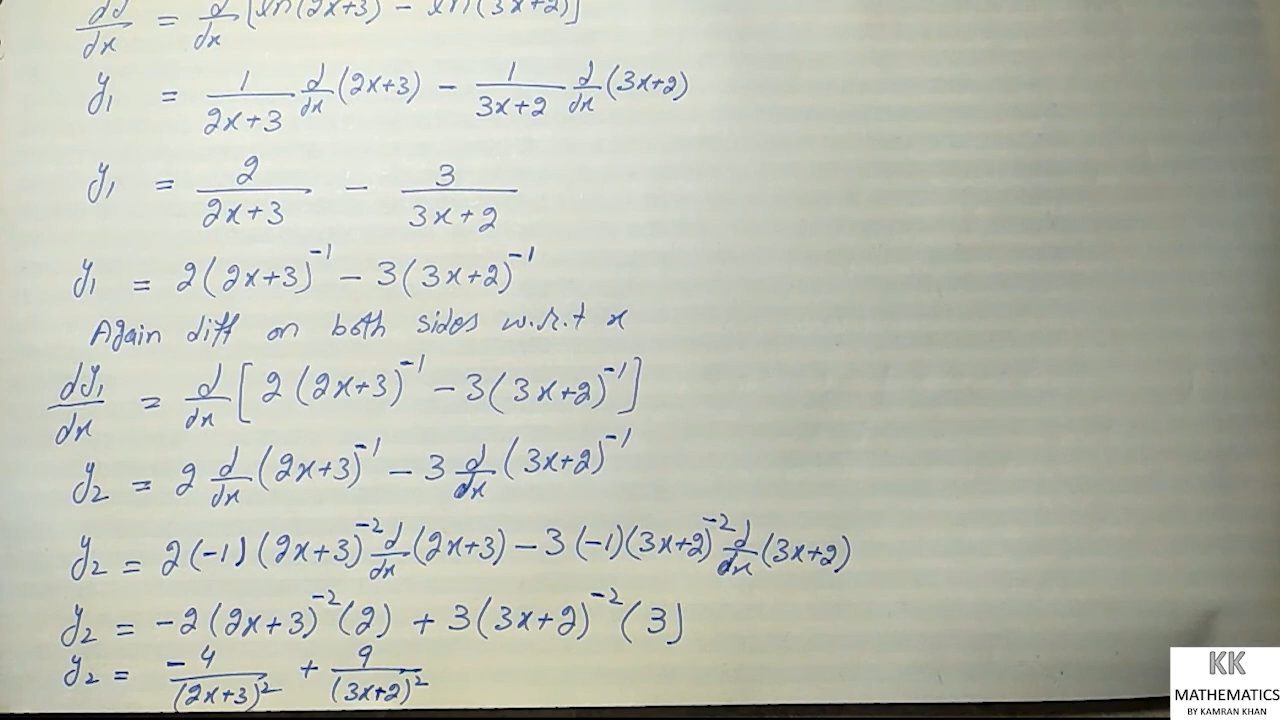 dy/dx = d/dx [ln(2x+3) - ln(3x+2)]
y₁ = 1/(2x+3) d/dx (2x+3) - 1/(3x+2) d/dx (3x+2)
y₁ = 2/(2x+3) - 3/(3x+2)
y₁ = 2(2x+3)⁻¹ - 3(3x+2)⁻¹
Again diff on both sides w.r.t x
dy₁/dx = d/dx [2(2x+3)⁻¹ - 3(3x+2)⁻¹]
y₂ = 2 d/dx (2x+3)⁻¹ - 3 d/dx (3x+2)⁻¹
y₂ = 2(-1)(2x+3)⁻² d/dx (2x+3) - 3(-1)(3x+2)⁻² d/dx (3x+2)
y₂ = -2(2x+3)⁻²(2) + 3(3x+2)⁻²(3)
y₂ = -4/(2x+3)² + 9/(3x+2)²
KK
MATHEMATICS
BY KAMRAN KHAN